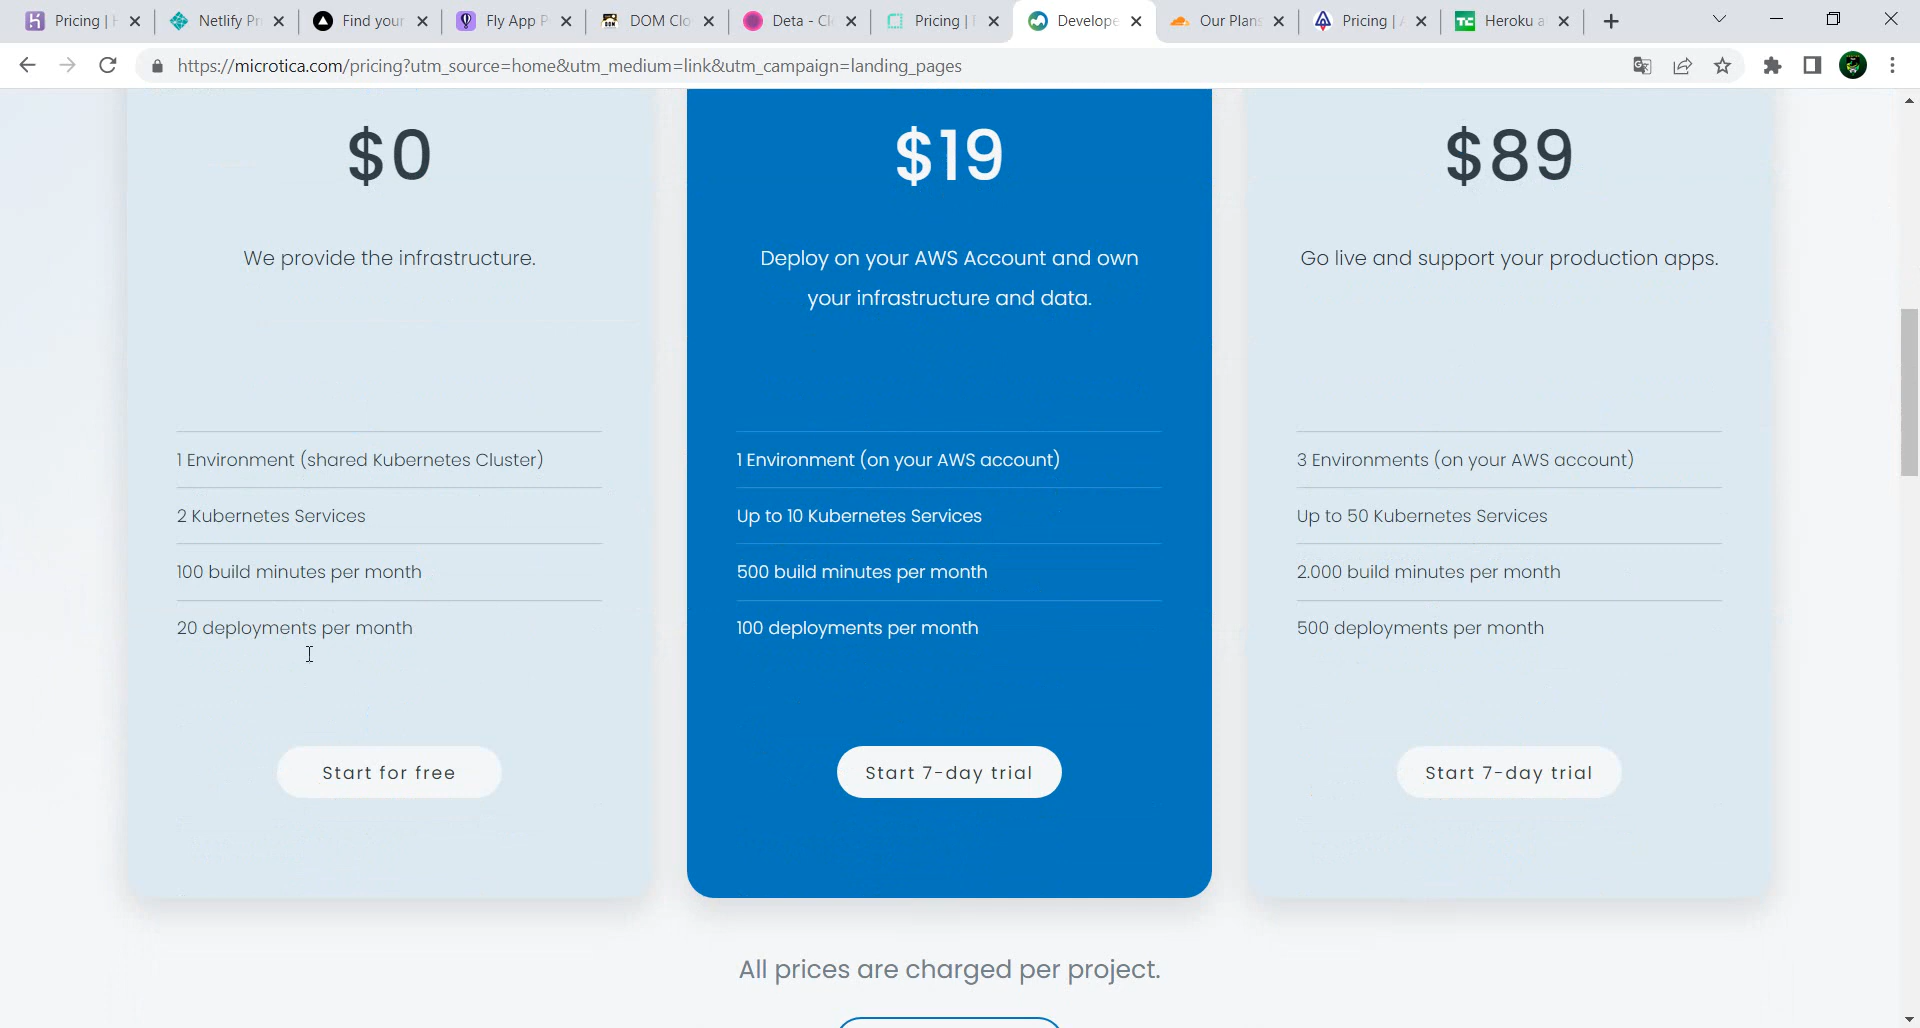 Pricing | H
Netlify Pri
Find your
Fly App P
DOM Clo
Deta - Cl
Pricing |
Develope
Our Plans
Pricing | A
Heroku a
https://microtica.com/pricing?utm_source=home&utm_medium=link&utm_campaign=landing_pages
$0
We provide the infrastructure.
1 Environment (shared Kubernetes Cluster)
2 Kubernetes Services
100 build minutes per month
20 deployments per month
Start for free
$19
Deploy on your AWS Account and own
your infrastructure and data.
1 Environment (on your AWS account)
Up to 10 Kubernetes Services
500 build minutes per month
100 deployments per month
Start 7-day trial
$89
Go live and support your production apps.
3 Environments (on your AWS account)
Up to 50 Kubernetes Services
2.000 build minutes per month
500 deployments per month
Start 7-day trial
All prices are charged per project.